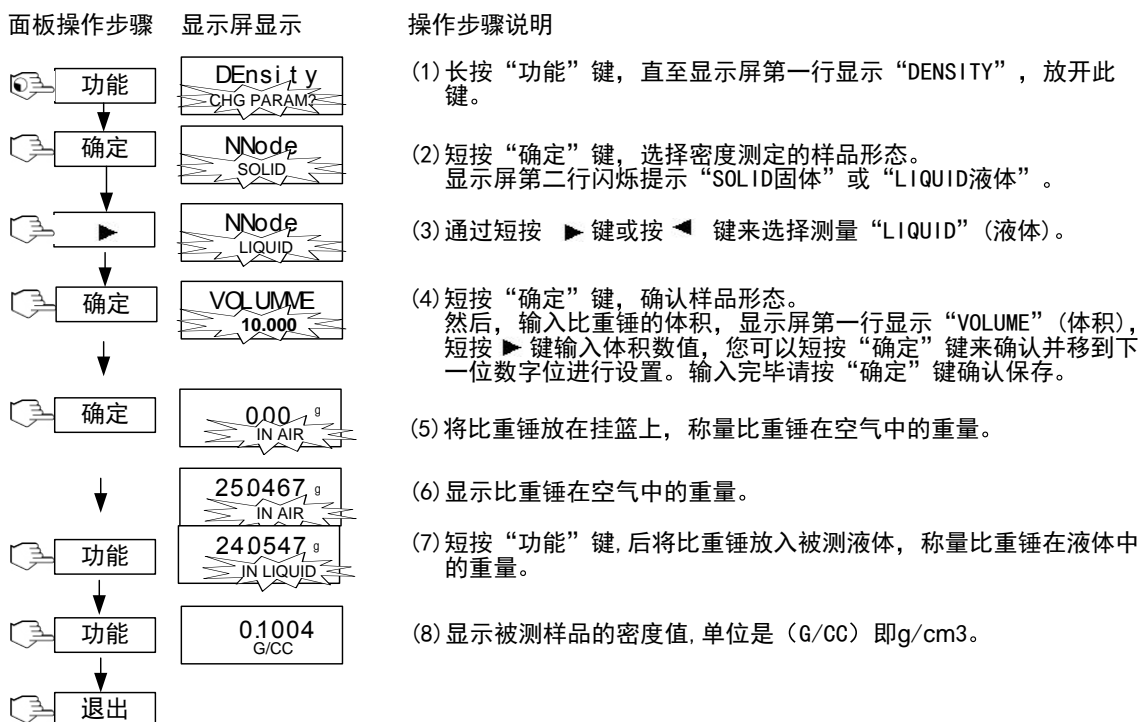 面板操作步骤 显示屏显示 操作步骤说明
功能
DEnsity
CHG PARAM?
(1)长按“功能”键，直至显示屏第一行显示“DENSITY”，放开此
键。
确定
NNode
SOLID
(2)短按“确定”键，选择密度测定的样品形态。
显示屏第二行闪烁提示“SOLID固体”或“LIQUID液体”。
▶
NNode
LIQUID
(3)通过短按 ▶ 键或按 ◀ 键来选择测量“LIQUID”(液体)。
确定
VOLUMME
10.000
(4)短按“确定”键，确认样品形态。
然后，输入比重锤的体积，显示屏第一行显示“VOLUME”(体积)，
短按 ▶ 键输入体积数值，您可以短按“确定”键来确认并移到下
一位数字位进行设置。输入完毕请按“确定”键确认保存。
确定
0.00 g
IN AIR
(5)将比重锤放在挂篮上，称量比重锤在空气中的重量。
25.0467 g
IN AIR
(6)显示比重锤在空气中的重量。
功能
24.0547 g
IN LIQUID
(7)短按“功能”键,后将比重锤放入被测液体，称量比重锤在液体中
的重量。
功能
0.1004
G/CC
(8)显示被测样品的密度值,单位是（G/CC）即g/cm3。
退出